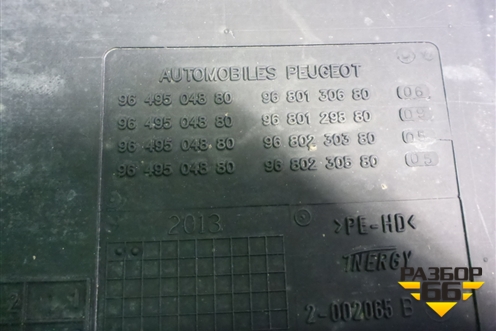 AUTOMOBILES PEUGEOT
96 495 048 80 96 801 306 80 06
96 495 048 80 96 801 298 80
96 495 048 80 96 802 303 80 05
96 495 048 80 96 802 305 80 05
2013
>PE-HD<
INERGY
2-002065 B
РАЗБОР
66